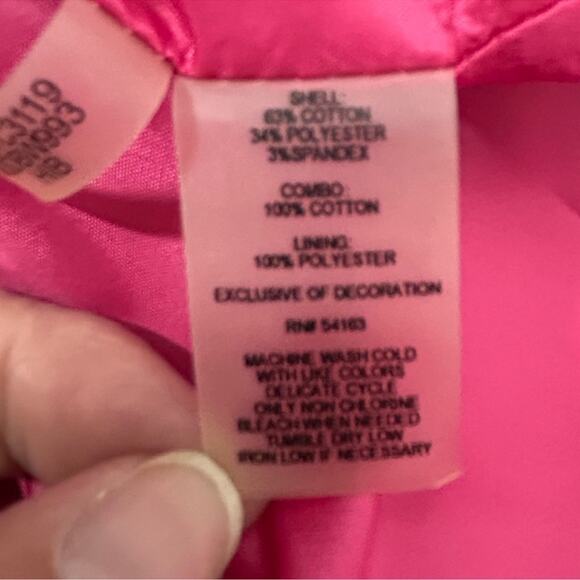 3119
993
SHELL:
63% COTTON
34% POLYESTER
3%SPANDEX
COMBO:
100% COTTON
LINING:
100% POLYESTER
EXCLUSIVE OF DECORATION
RN# 54163
MACHINE WASH COLD
WITH LIKE COLORS
DELICATE CYCLE
ONLY NON CHLORINE
BLEACH WHEN NEEDED
TUMBLE DRY LOW
IRON LOW IF NECESSARY